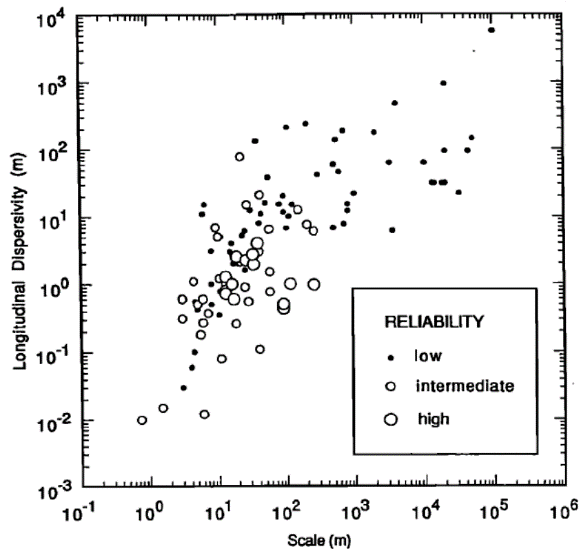 10^4
10^3
10^2
10^1
10^0
10^-1
10^-2
10^-3
Longitudinal Dispersivity (m)
RELIABILITY
low
intermediate
high
10^-1 10^0 10^1 10^2 10^3 10^4 10^5 10^6
Scale (m)